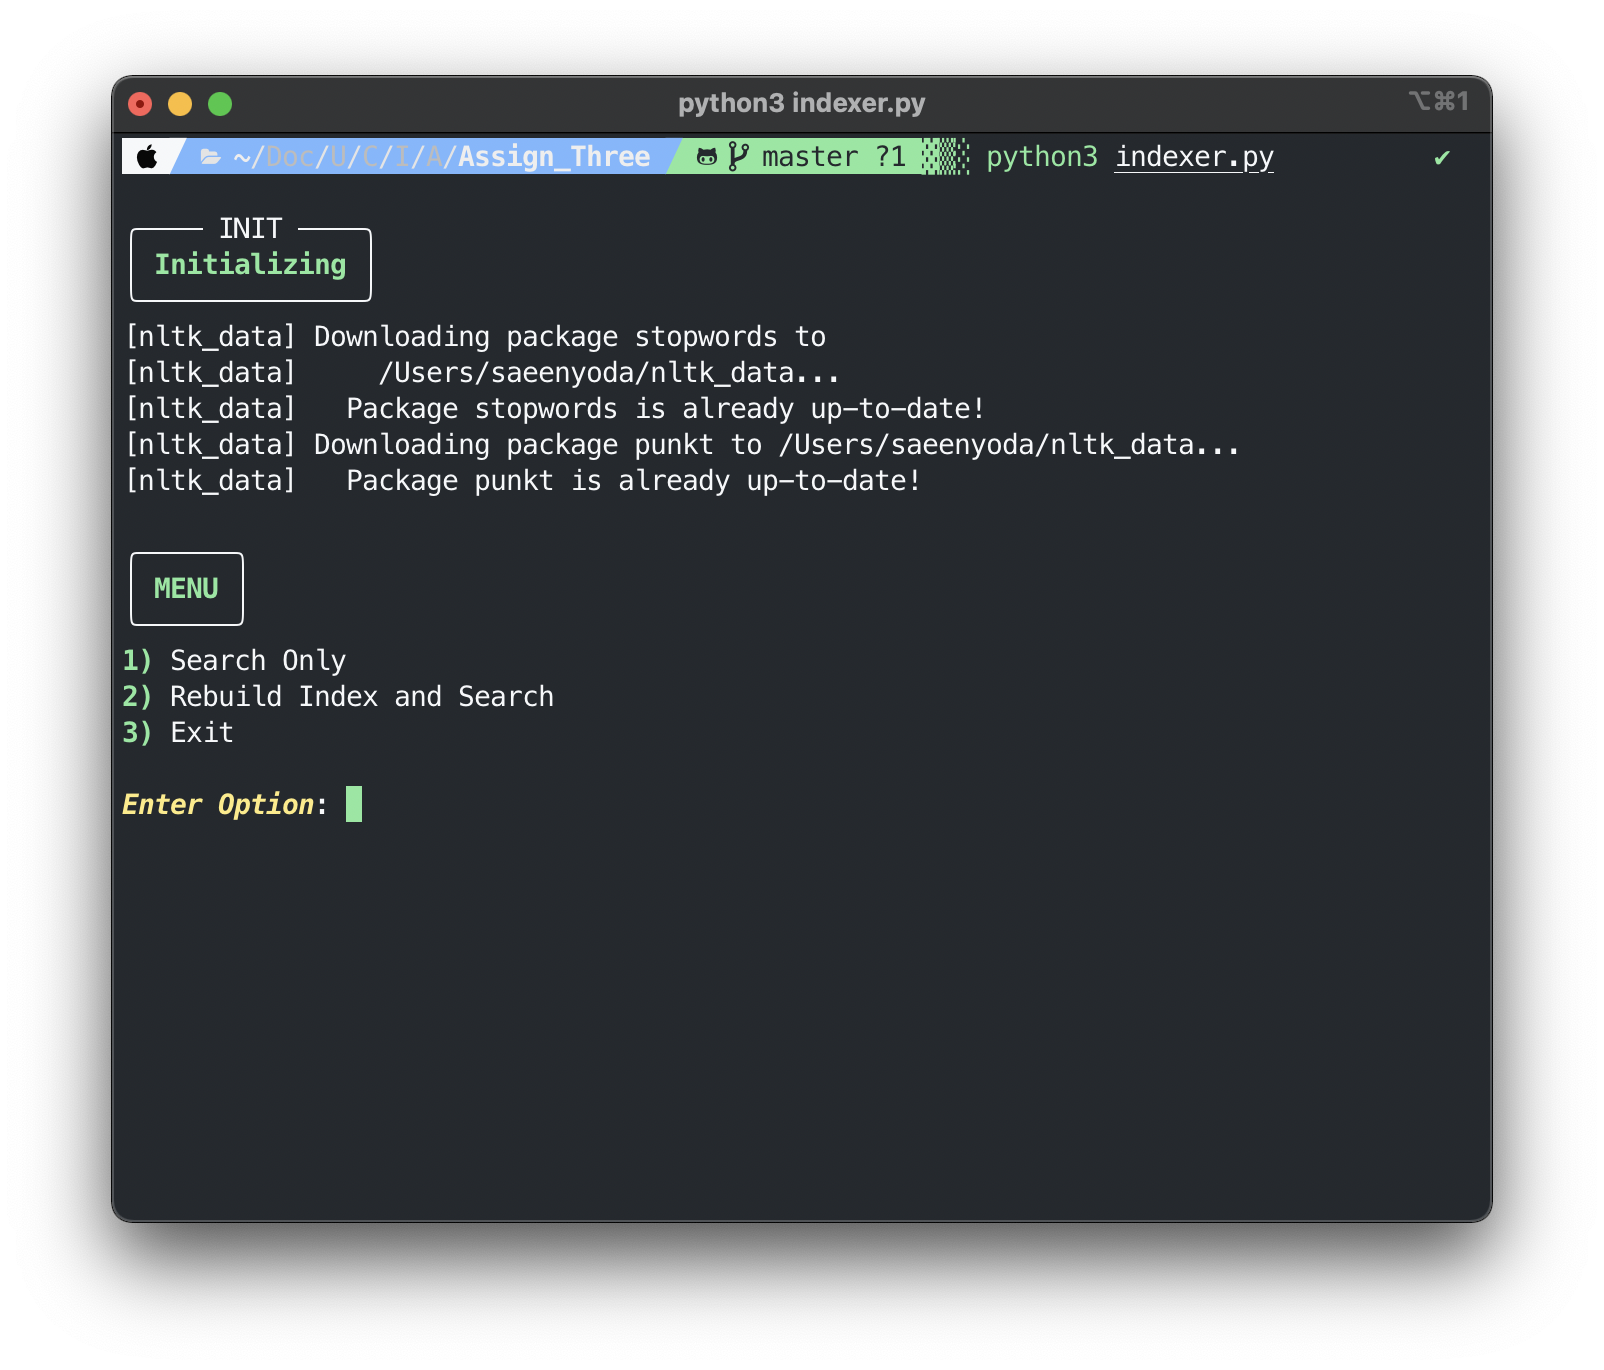 python3 indexer.py ⌥⌘1
~/Doc/U/C/I/A/Assign_Three master ?1 python3 indexer.py ✔
INIT
Initializing
[nltk_data] Downloading package stopwords to
[nltk_data]     /Users/saeenyoda/nltk_data...
[nltk_data]   Package stopwords is already up-to-date!
[nltk_data] Downloading package punkt to /Users/saeenyoda/nltk_data...
[nltk_data]   Package punkt is already up-to-date!
MENU
1) Search Only
2) Rebuild Index and Search
3) Exit
Enter Option: